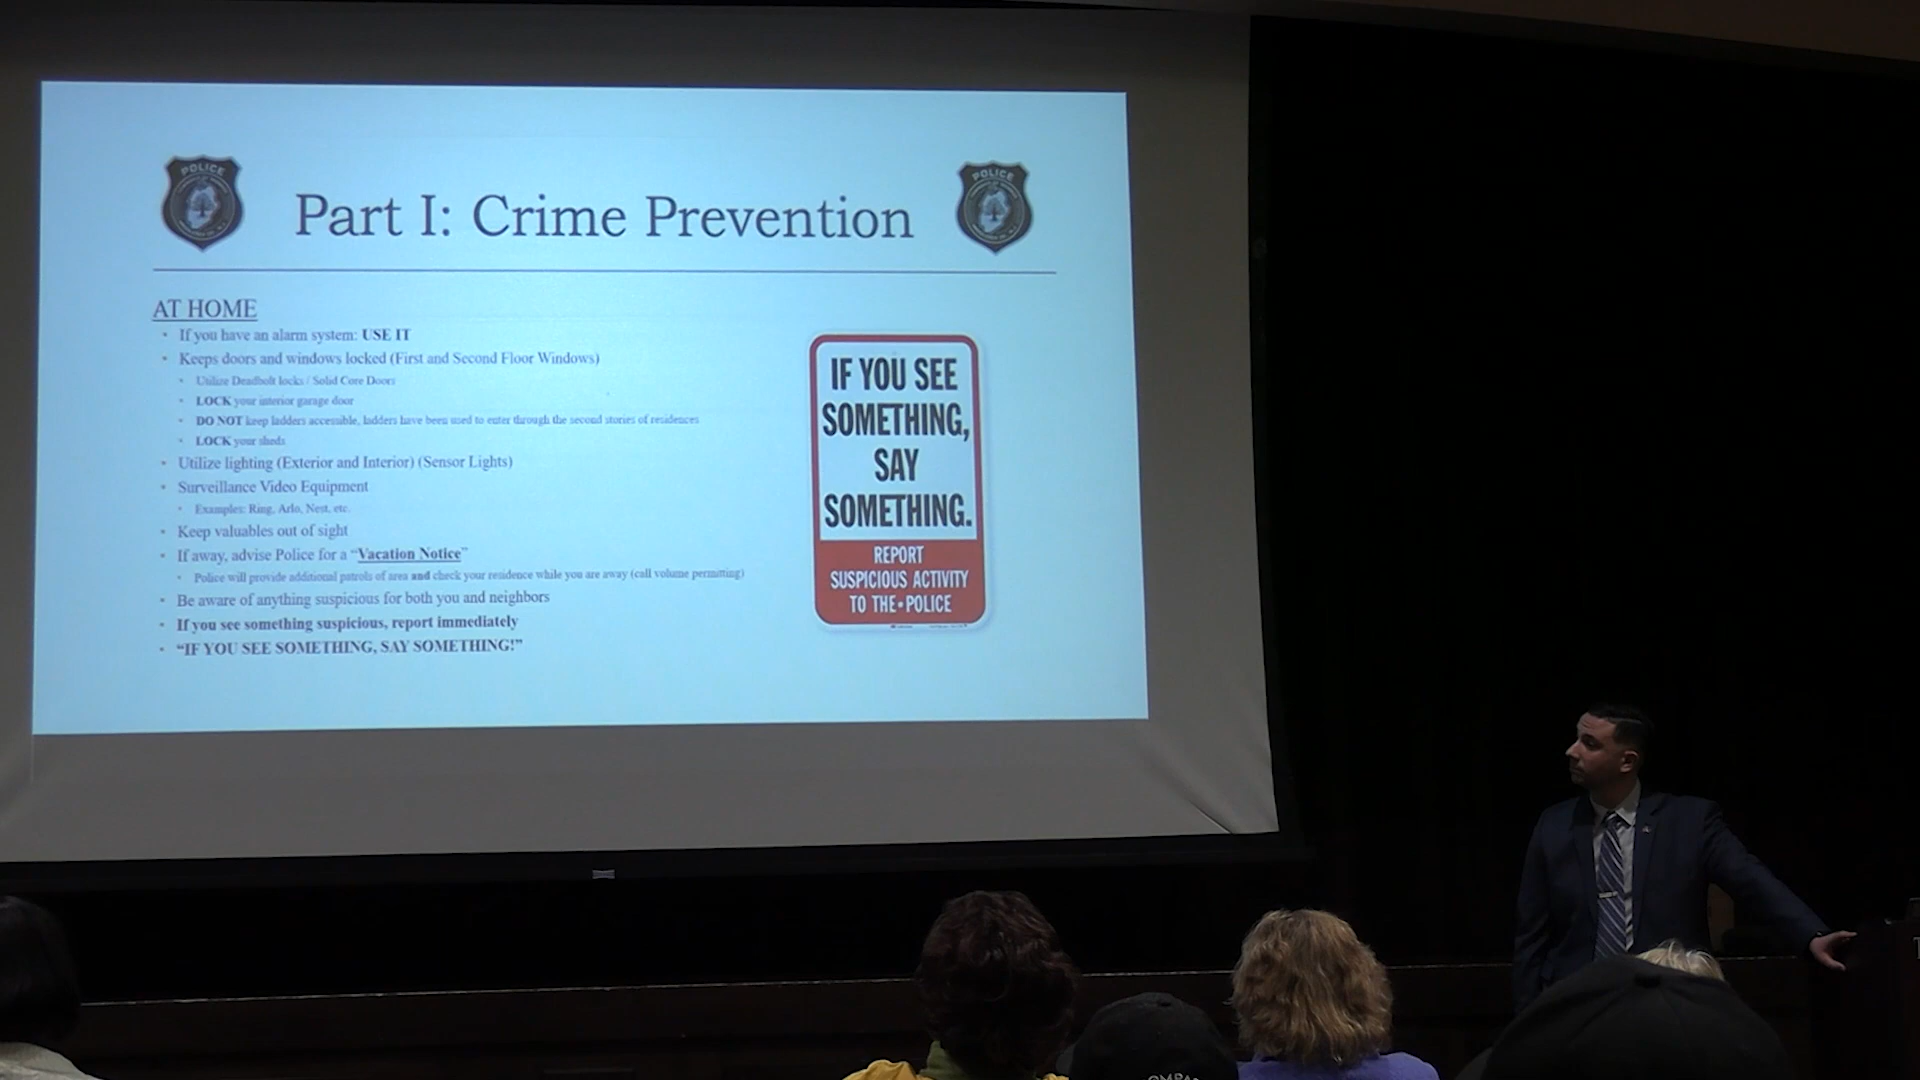 POLICE
POLICE
Part I: Crime Prevention
AT HOME
• If you have an alarm system: USE IT
• Keeps doors and windows locked (First and Second Floor Windows)
• Utilize Deadbolt locks / Solid Core Doors
• LOCK your interior garage door
• DO NOT keep ladders accessible, ladders have been used to enter through the second stories of residences
• LOCK your sheds
• Utilize lighting (Exterior and Interior) (Sensor Lights)
• Surveillance Video Equipment
• Examples: Ring, Arlo, Nest, etc.
• Keep valuables out of sight
• If away, advise Police for a “Vacation Notice”
• Police will provide additional patrols of area and check your residence while you are away (call volume permitting)
• Be aware of anything suspicious for both you and neighbors
• If you see something suspicious, report immediately
• “IF YOU SEE SOMETHING, SAY SOMETHING!”
IF YOU SEE
SOMETHING,
SAY
SOMETHING.
REPORT
SUSPICIOUS ACTIVITY
TO THE•POLICE